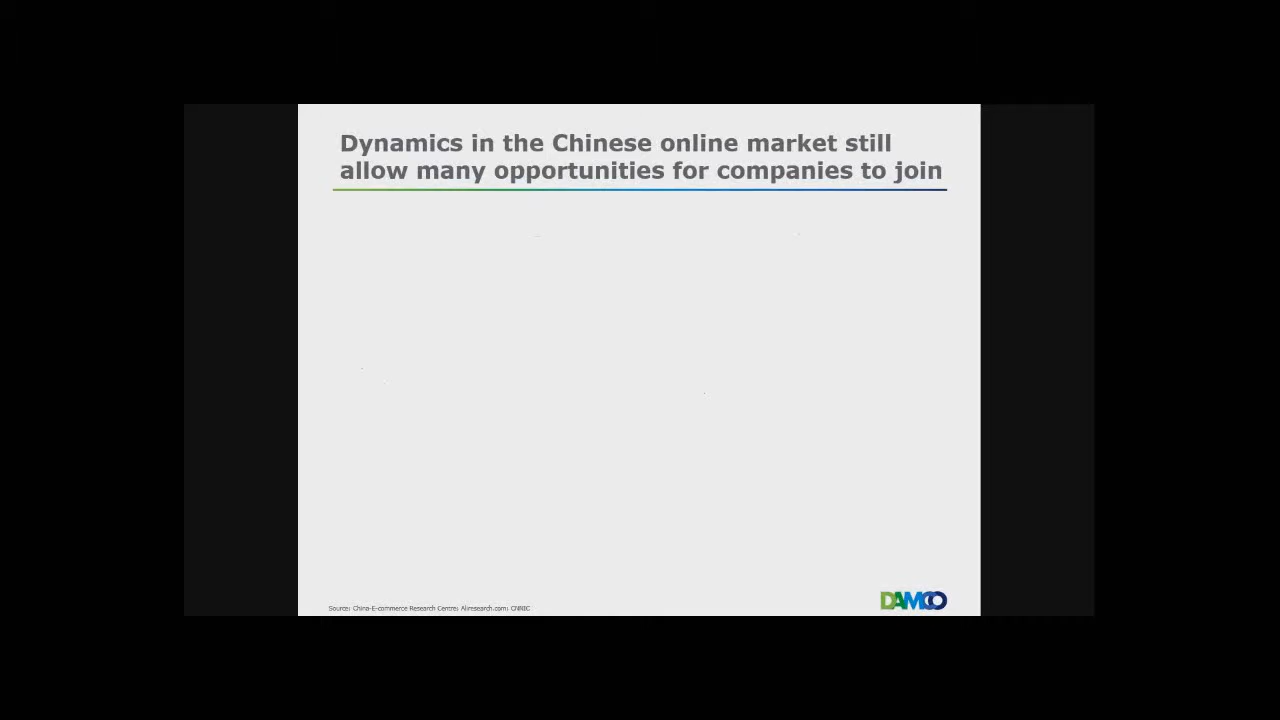 Dynamics in the Chinese online market still
allow many opportunities for companies to join
Source: China-E-commerce Research Centre; Aliresearch.com; CNNIC
DAMCO